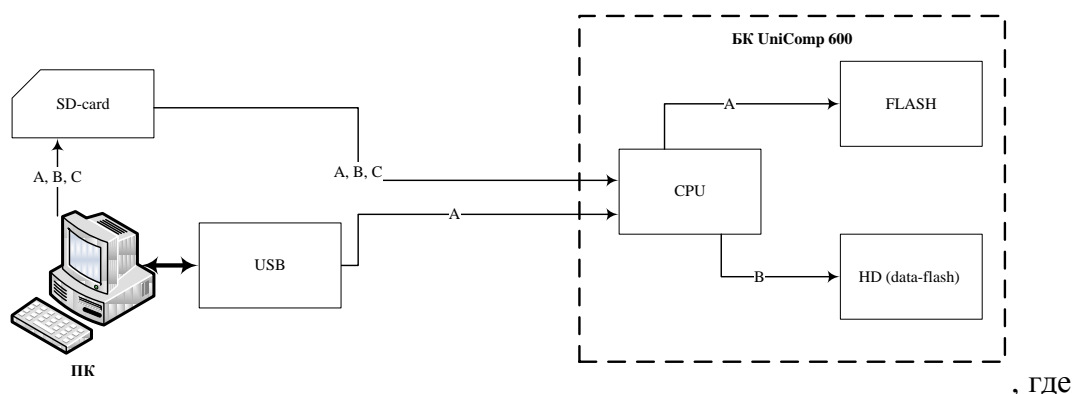 БК UniComp 600
SD-card
FLASH
A
A, B, C
A, B, C
CPU
A
USB
B
HD (data-flash)
ПК
, где